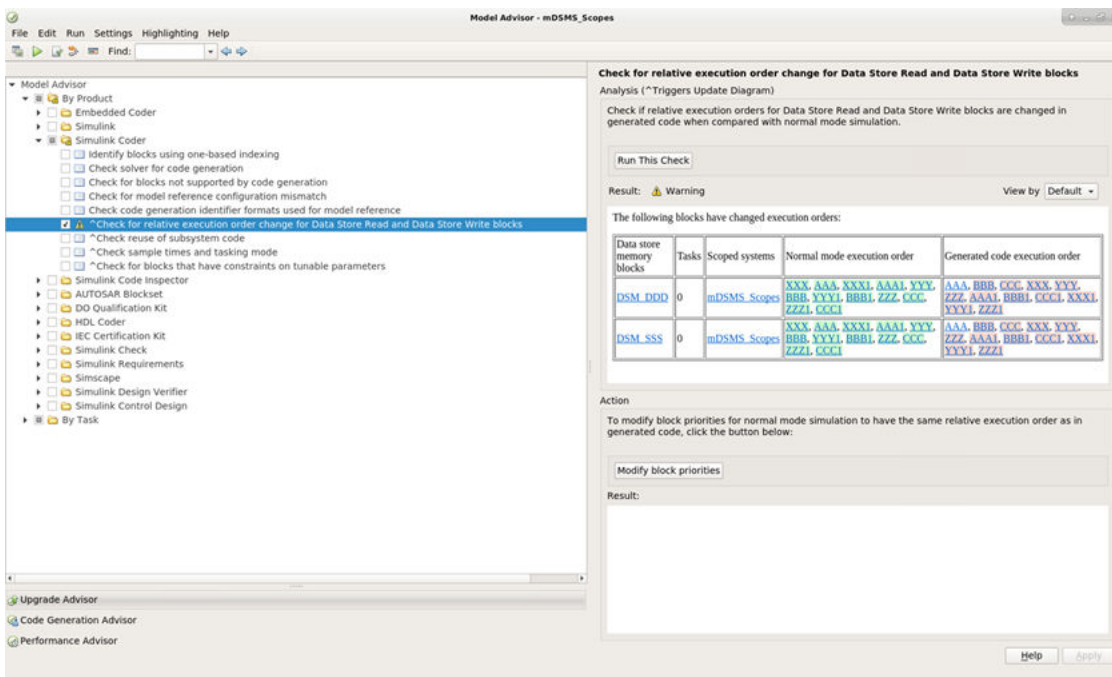 Model Advisor - mDSMS_Scopes
File Edit Run Settings Highlighting Help
Find:
Model Advisor
By Product
Embedded Coder
Simulink
Simulink Coder
Identify blocks using one-based indexing
Check solver for code generation
Check for blocks not supported by code generation
Check for model reference configuration mismatch
Check code generation identifier formats used for model reference
^Check for relative execution order change for Data Store Read and Data Store Write blocks
^Check reuse of subsystem code
^Check sample times and tasking mode
^Check for blocks that have constraints on tunable parameters
Simulink Code Inspector
AUTOSAR Blockset
DO Qualification Kit
HDL Coder
IEC Certification Kit
Simulink Check
Simulink Requirements
Simscape
Simulink Design Verifier
Simulink Control Design
By Task
Upgrade Advisor
Code Generation Advisor
Performance Advisor
Check for relative execution order change for Data Store Read and Data Store Write blocks
Analysis (^Triggers Update Diagram)
Check if relative execution orders for Data Store Read and Data Store Write blocks are changed in
generated code when compared with normal mode simulation.
Run This Check
Result: Warning View by Default
The following blocks have changed execution orders:
Data store
memory
blocks
Tasks
Scoped systems
Normal mode execution order
Generated code execution order
DSM_DDD
0
mDSMS_Scopes
XXX, AAA, XXX1, AAA1, YYY,
BBB, YYY1, BBB1, ZZZ, CCC,
ZZZ1, CCC1
AAA, BBB, CCC, XXX, YYY,
ZZZ, AAA1, BBB1, CCC1, XXX1,
YYY1, ZZZ1
DSM_SSS
0
mDSMS_Scopes
XXX, AAA, XXX1, AAA1, YYY,
BBB, YYY1, BBB1, ZZZ, CCC,
ZZZ1, CCC1
AAA, BBB, CCC, XXX, YYY,
ZZZ, AAA1, BBB1, CCC1, XXX1,
YYY1, ZZZ1
Action
To modify block priorities for normal mode simulation to have the same relative execution order as in
generated code, click the button below:
Modify block priorities
Result:
Help Apply